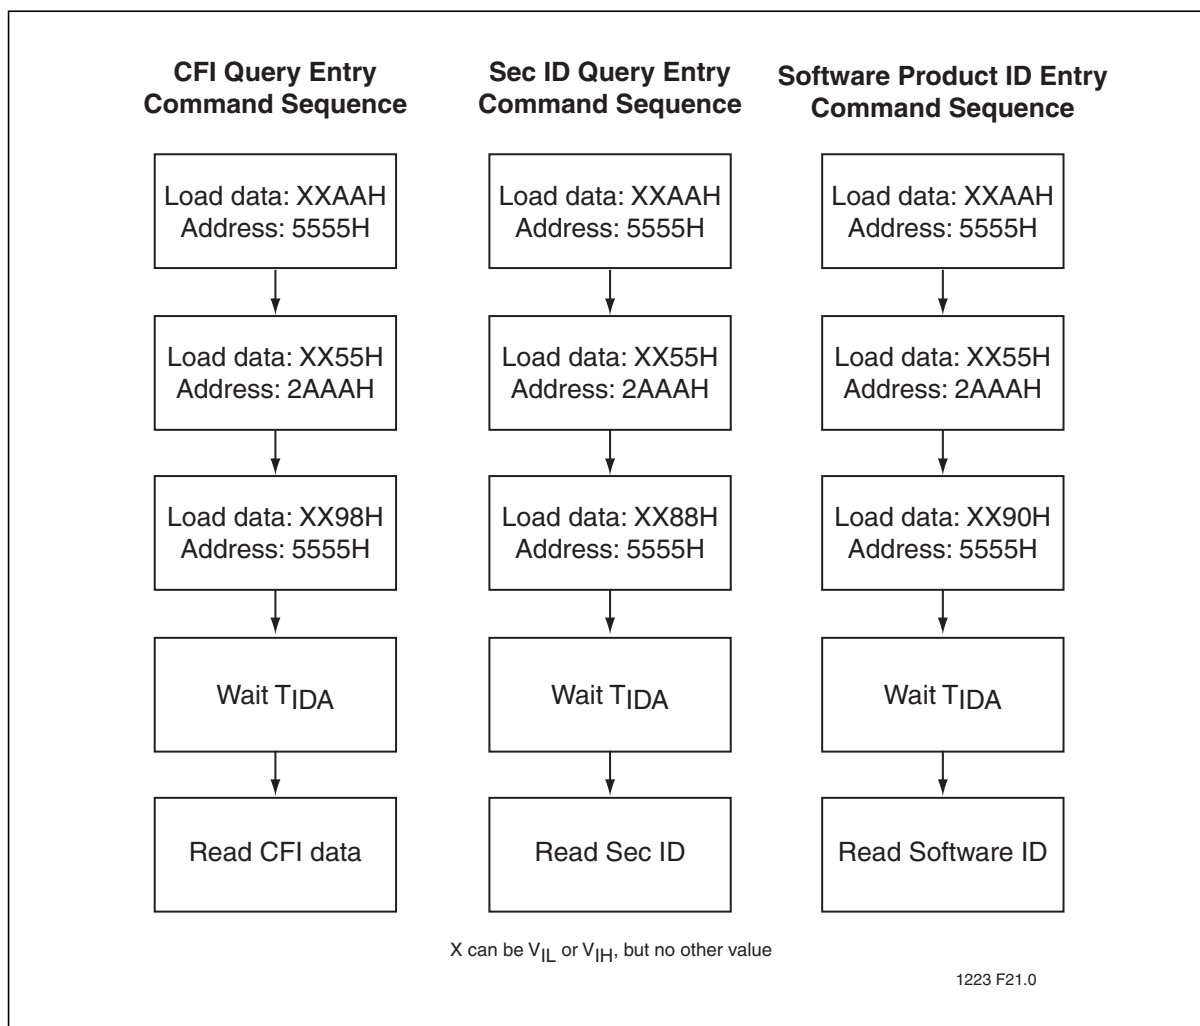 CFI Query Entry
Command Sequence
Load data: XXAAH
Address: 5555H
Load data: XX55H
Address: 2AAAH
Load data: XX98H
Address: 5555H
Wait TIDA
Read CFI data
Sec ID Query Entry
Command Sequence
Load data: XXAAH
Address: 5555H
Load data: XX55H
Address: 2AAAH
Load data: XX88H
Address: 5555H
Wait TIDA
Read Sec ID
Software Product ID Entry
Command Sequence
Load data: XXAAH
Address: 5555H
Load data: XX55H
Address: 2AAAH
Load data: XX90H
Address: 5555H
Wait TIDA
Read Software ID
X can be VIL or VIH, but no other value
1223 F21.0